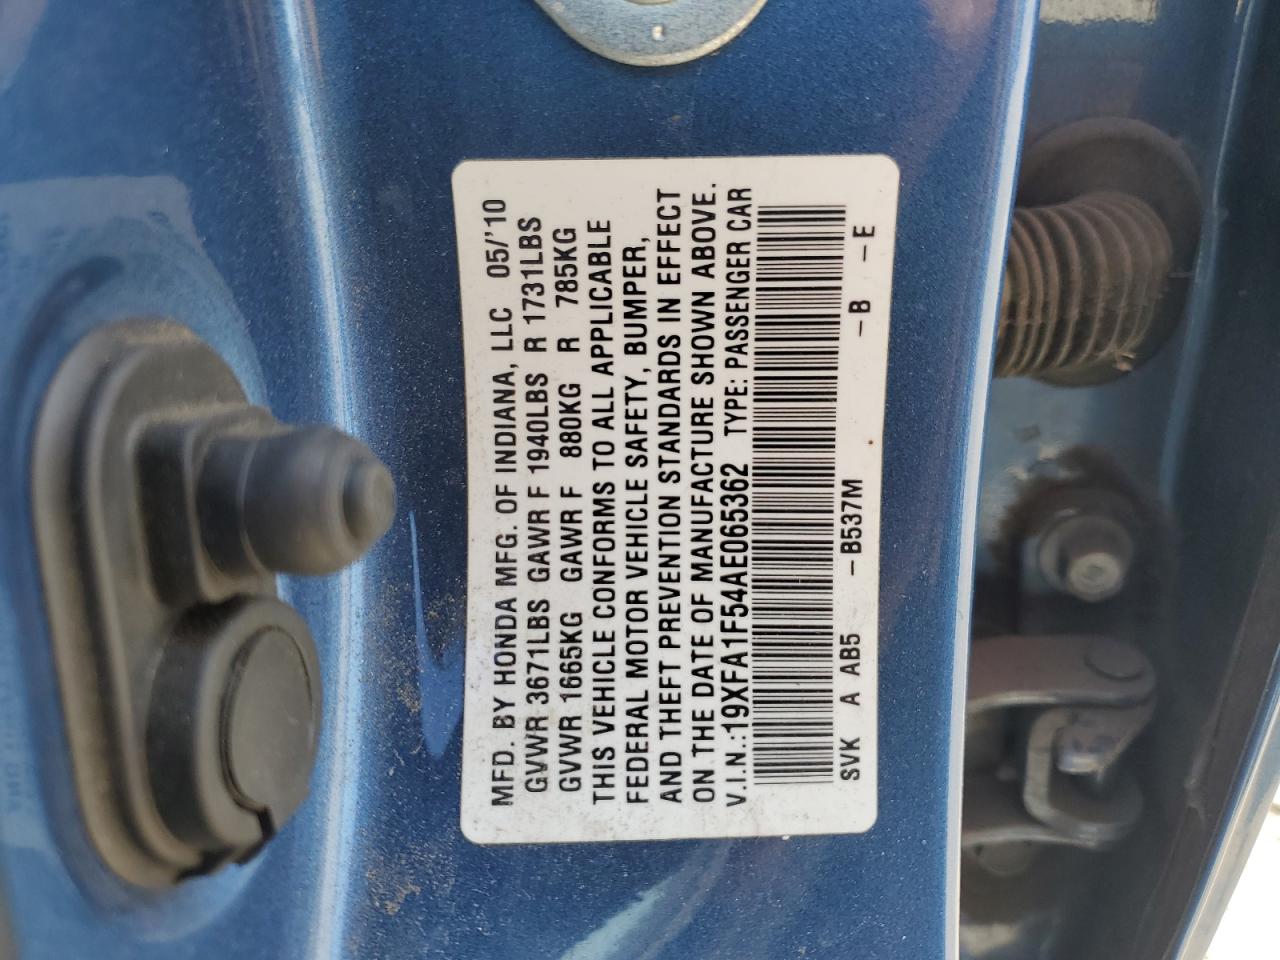 MFD. BY HONDA MFG. OF INDIANA, LLC 05/'10
GVWR 3671LBS GAWR F 1940LBS R 1731LBS
GVWR 1665KG GAWR F 880KG R 785KG
THIS VEHICLE CONFORMS TO ALL APPLICABLE
FEDERAL MOTOR VEHICLE SAFETY, BUMPER,
AND THEFT PREVENTION STANDARDS IN EFFECT
ON THE DATE OF MANUFACTURE SHOWN ABOVE.
V.I.N.:19XFA1F54AE065362 TYPE: PASSENGER CAR
SVK A AB5 –B537M –B –E